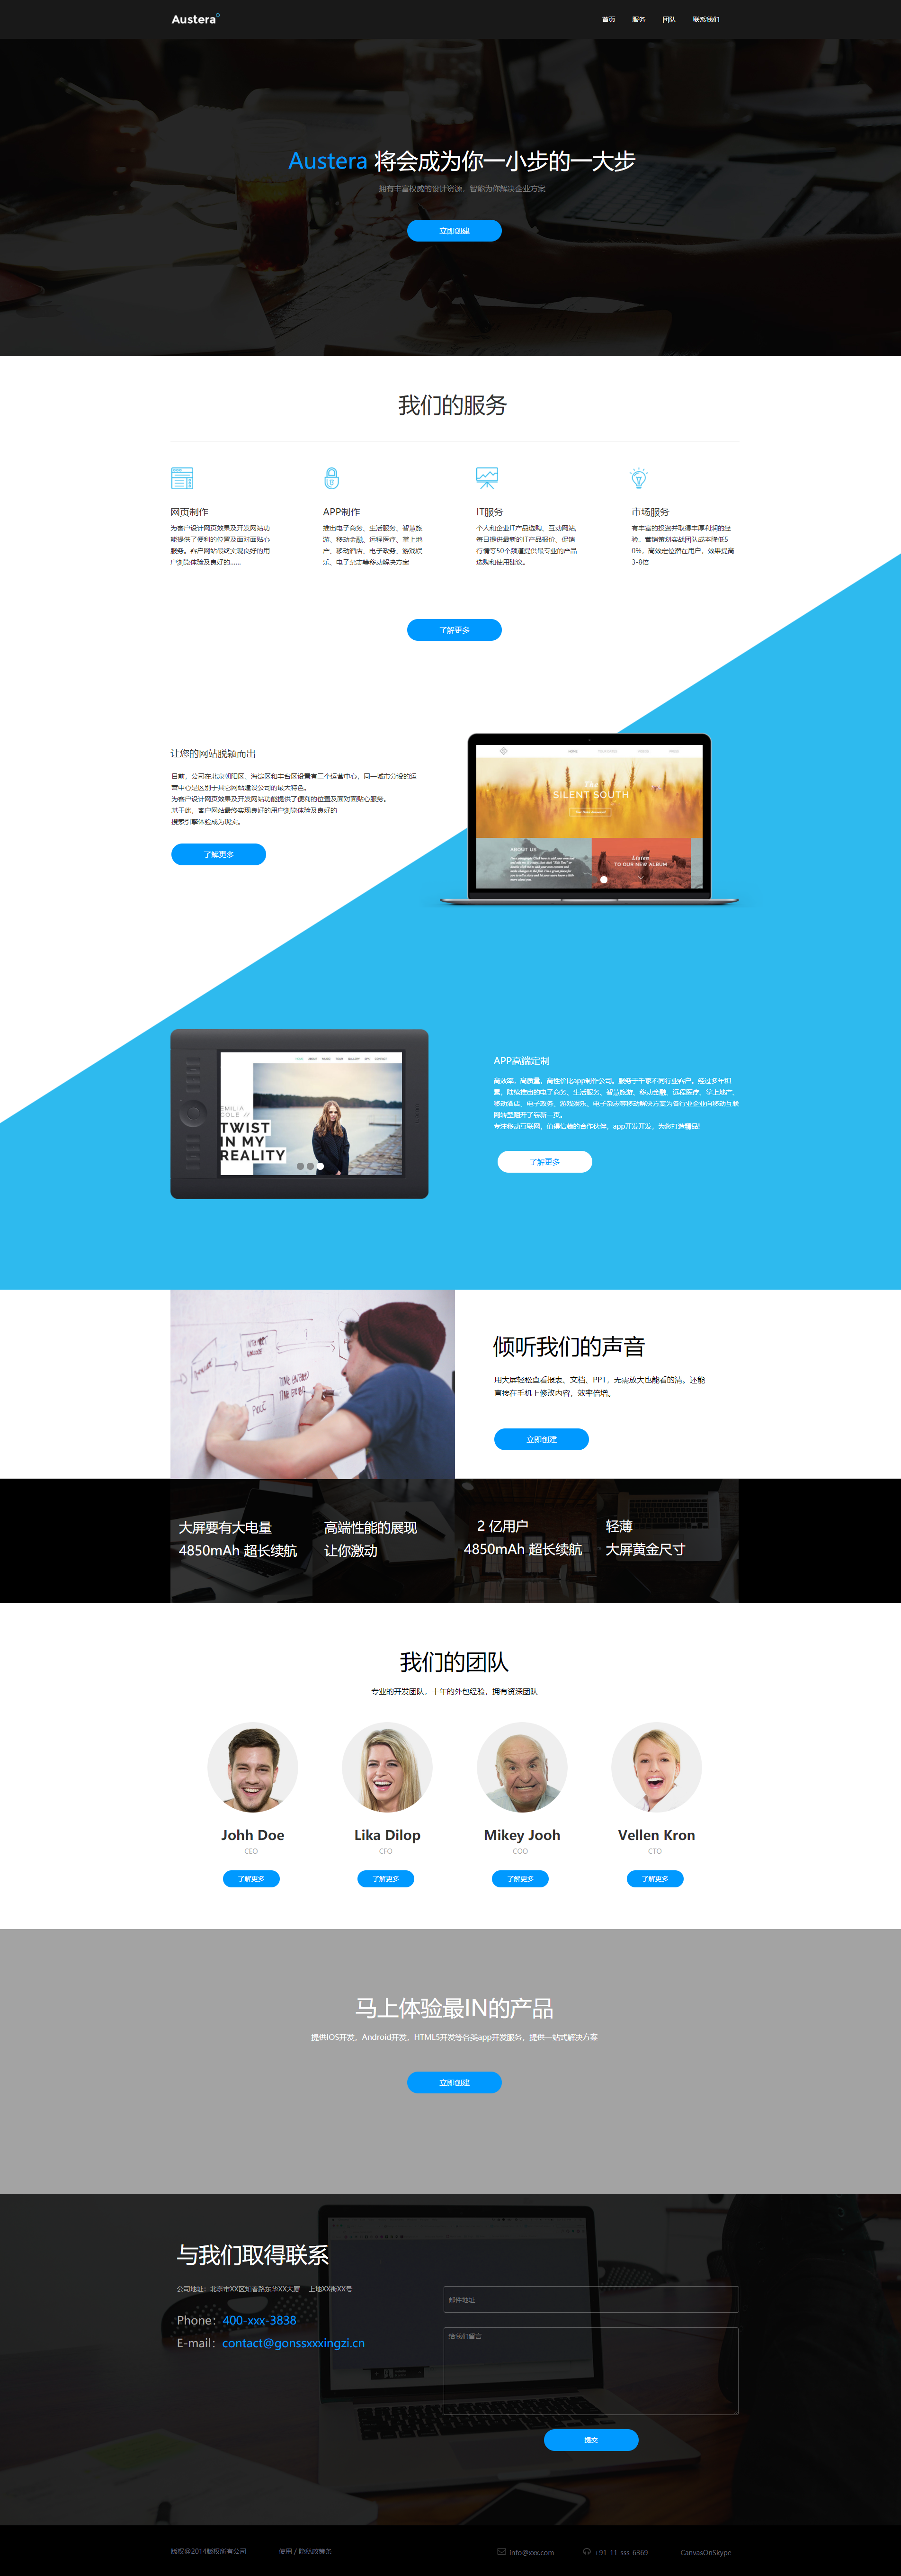 Austera
首页 服务 团队 联系我们
Austera 将会成为你一小步的一大步
拥有丰富权威的设计资源，智能为你解决企业方案
立即创建
我们的服务
网页制作
为客户设计网页效果及开发网站功
能提供了便利的位置及面对面贴心
服务。客户网站最终实现良好的用
户浏览体验及良好的......
APP制作
推出电子商务、生活服务、智慧旅
游、移动金融、远程医疗、掌上地
产、移动酒店、电子政务、游戏娱
乐、电子杂志等移动解决方案
IT服务
个人和企业IT产品选购、互动网站,
每日提供最新的IT产品报价、促销
行情等50个频道提供最专业的产品
选购和使用建议。
市场服务
有丰富的投资并取得丰厚利润的经
验。营销策划实战团队成本降低5
0%，高效定位潜在用户，效果提高
3-8倍
了解更多
让您的网站脱颖而出
目前，公司在北京朝阳区、海淀区和丰台区设置有三个运营中心，同一城市分设的运
营中心是区别于其它网站建设公司的最大特色。
为客户设计网页效果及开发网站功能提供了便利的位置及面对面贴心服务。
基于此、客户网站最终实现良好的用户浏览体验及良好的
搜索引擎体验成为现实。
了解更多
The
SILENT SOUTH
ABOUT US
Listen
TO OUR NEW ALBUM
EMILIA
COLE //
TWIST
IN MY
REALITY
APP高端定制
高效率，高质量，高性价比app制作公司。服务于千家不同行业客户。经过多年积
累，陆续推出的电子商务、生活服务、智慧旅游、移动金融、远程医疗、掌上地产、
移动酒店、电子政务、游戏娱乐、电子杂志等移动解决方案为各行业企业向移动互联
网转型翻开了崭新一页。
专注移动互联网，值得信赖的合作伙伴，app开发开发，为您打造精品!
了解更多
倾听我们的声音
用大屏轻松查看报表、文档、PPT，无需放大也能看的清。还能
直接在手机上修改内容，效率倍增。
立即创建
大屏要有大电量
4850mAh 超长续航
高端性能的展现
让你激动
2 亿用户
4850mAh 超长续航
轻薄
大屏黄金尺寸
我们的团队
专业的开发团队，十年的外包经验，拥有资深团队
Johh Doe
CEO
了解更多
Lika Dilop
CFO
了解更多
Mikey Jooh
COO
了解更多
Vellen Kron
CTO
了解更多
马上体验最IN的产品
提供IOS开发，Android开发，HTML5开发等各类app开发服务，提供一站式解决方案
立即创建
与我们取得联系
公司地址：北京市XX区知春路东华XX大厦 上地XX街XX号
Phone：400-xxx-3838
E-mail：contact@gonssxxxingzi.cn
邮件地址
给我们留言
提交
版权@2014版权所有公司 使用 / 隐私政策条 info@xxx.com +91-11-sss-6369 CanvasOnSkype